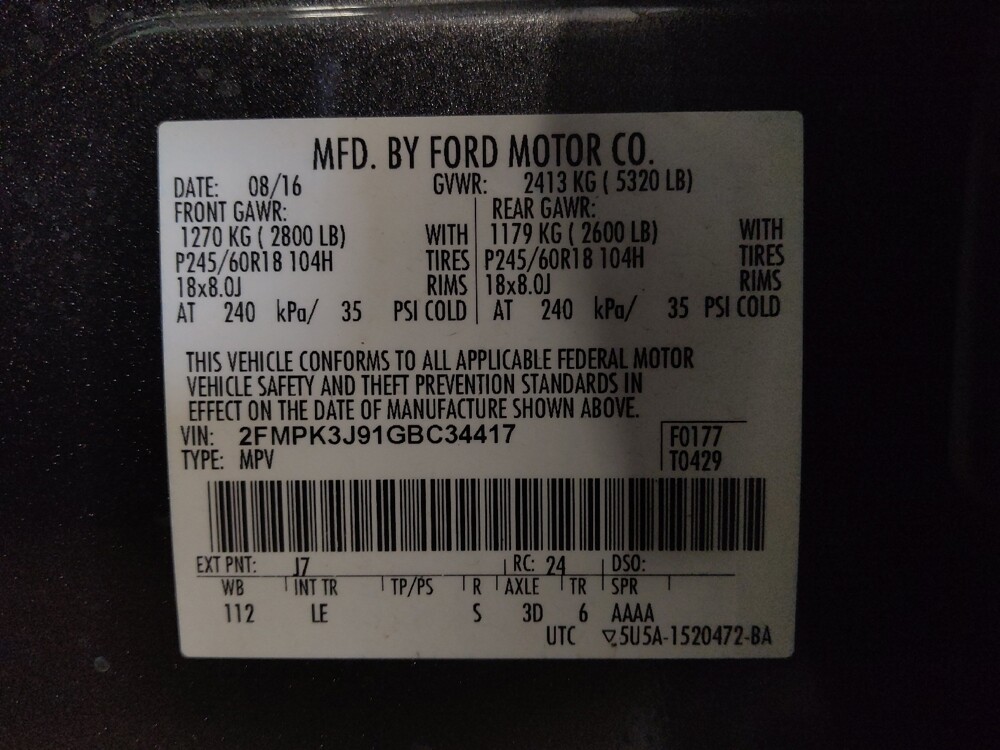 MFD. BY FORD MOTOR CO.
DATE: 08/16 GVWR: 2413 KG ( 5320 LB)
FRONT GAWR: REAR GAWR:
1270 KG ( 2800 LB) WITH 1179 KG ( 2600 LB) WITH
P245/60R18 104H TIRES P245/60R18 104H TIRES
18x8.0J RIMS 18x8.0J RIMS
AT 240 kPa/ 35 PSI COLD AT 240 kPa/ 35 PSI COLD
THIS VEHICLE CONFORMS TO ALL APPLICABLE FEDERAL MOTOR
VEHICLE SAFETY AND THEFT PREVENTION STANDARDS IN
EFFECT ON THE DATE OF MANUFACTURE SHOWN ABOVE.
VIN: 2FMPK3J91GBC34417 F0177
TYPE: MPV T0429
EXT PNT: J7 RC: 24 DSO:
WB INT TR TP/PS R AXLE TR SPR
112 LE S 3D 6 AAAA
UTC ▽5U5A-1520472-BA